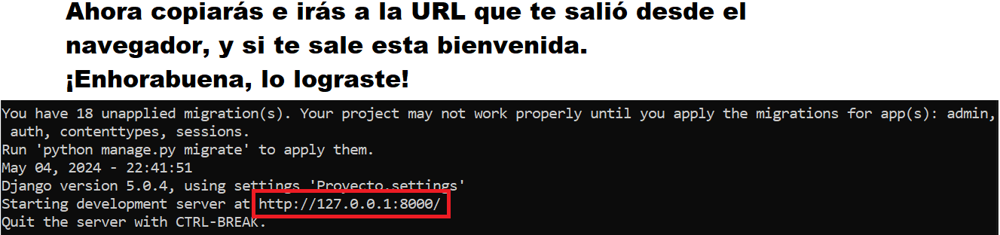 Ahora copiarás e irás a la URL que te salió desde el
navegador, y si te sale esta bienvenida.
¡Enhorabuena, lo lograste!
You have 18 unapplied migration(s). Your project may not work properly until you apply the migrations for app(s): admin,
auth, contenttypes, sessions.
Run 'python manage.py migrate' to apply them.
May 04, 2024 - 22:41:51
Django version 5.0.4, using settings 'Proyecto.settings'
Starting development server at http://127.0.0.1:8000/
Quit the server with CTRL-BREAK.